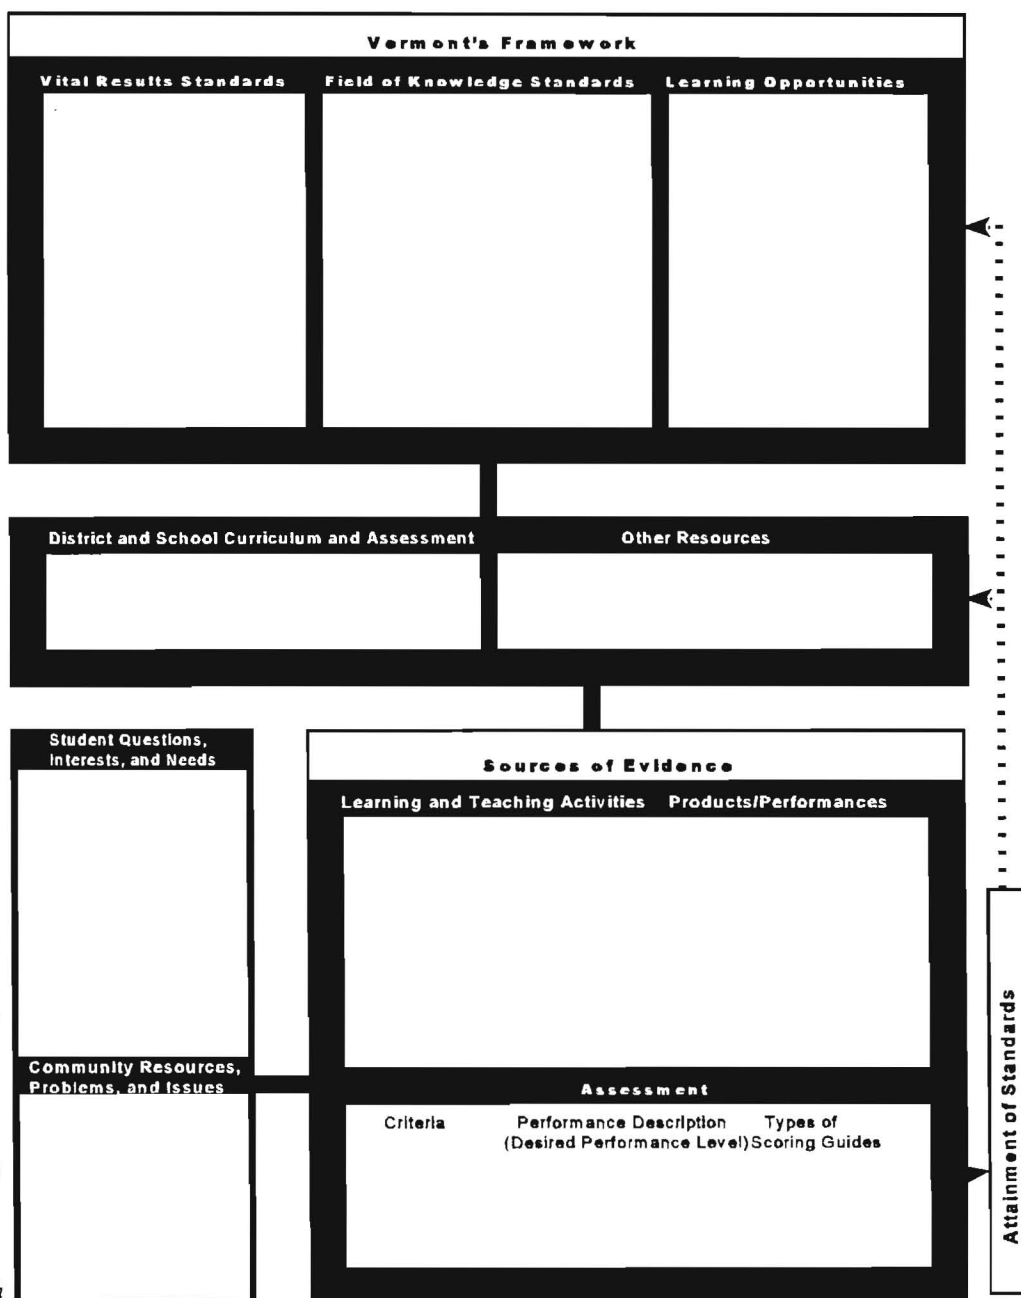 Vermont's Framework
Vital Results Standards
Field of Knowledge Standards
Learning Opportunities
District and School Curriculum and Assessment
Other Resources
Student Questions,
Interests, and Needs
Sources of Evidence
Learning and Teaching Activities
Products/Performances
Community Resources,
Problems, and Issues
Assessment
Criteria
Performance Description
(Desired Performance Level)
Types of
Scoring Guides
Attainment of Standards